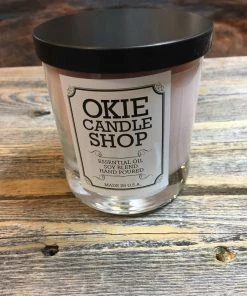 OKIE
CANDLE
SHOP
ESSENTIAL OIL
SOY BLEND
HAND POURED
MADE IN U.S.A.